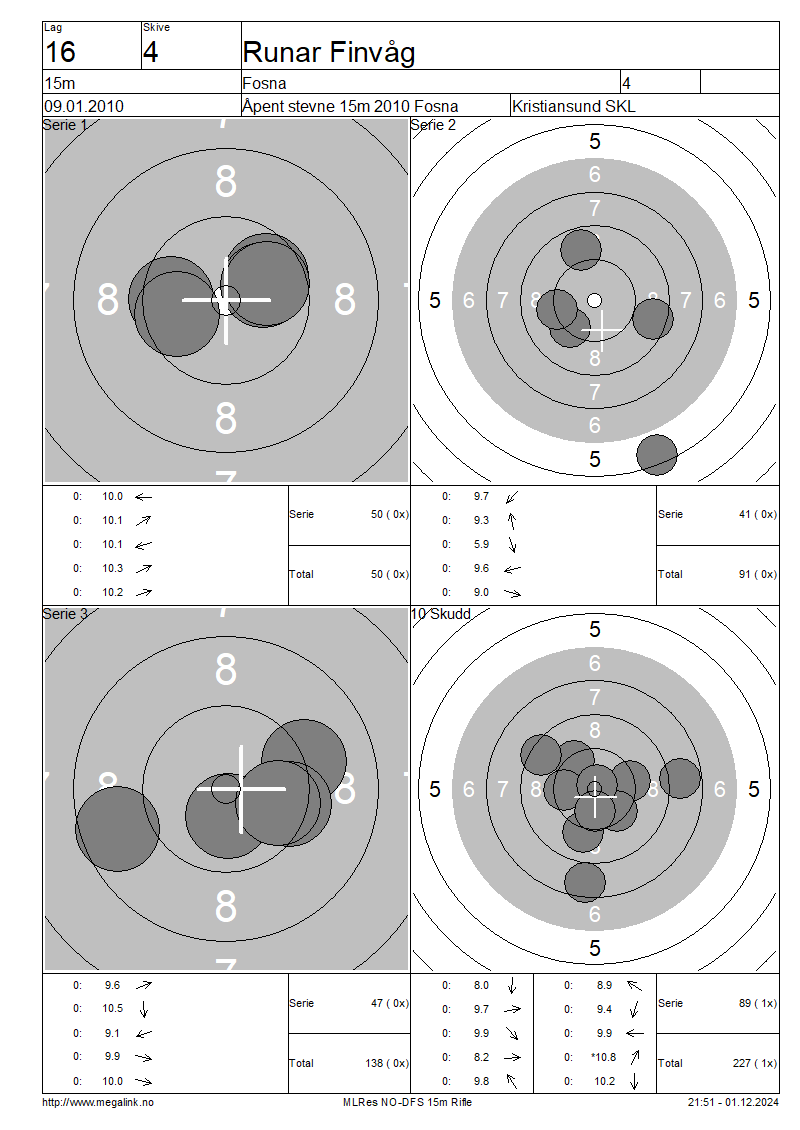 Lag Skive
16 4 Runar Finvåg
15m Fosna 4
09.01.2010 Åpent stevne 15m 2010 Fosna Kristiansund SKL
Serie 1
7
8
8 8
8
7
Serie 2
5
6
7
5 6 7 8 8 7 6 5
8
7
6
5
0: 10.0
0: 10.1
0: 10.1
0: 10.3
0: 10.2
Serie 50 ( 0x)
Total 50 ( 0x)
0: 9.7
0: 9.3
0: 5.9
0: 9.6
0: 9.0
Serie 41 ( 0x)
Total 91 ( 0x)
Serie 3
7
8
8 8
8
7
10 Skudd
5
6
7
8
5 6 7 8 8 7 6 5
8
6
5
0: 9.6
0: 10.5
0: 9.1
0: 9.9
0: 10.0
Serie 47 ( 0x)
Total 138 ( 0x)
0: 8.0
0: 9.7
0: 9.9
0: 8.2
0: 9.8
0: 8.9
0: 9.4
0: 9.9
0: *10.8
0: 10.2
Serie 89 ( 1x)
Total 227 ( 1x)
http://www.megalink.no MLRes NO-DFS 15m Rifle 21:51 - 01.12.2024